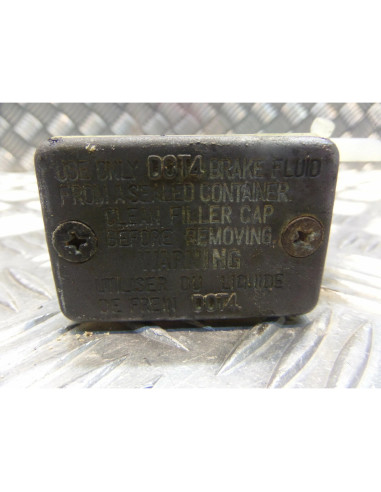 USE ONLY DOT4 BRAKE FLUID
FROM A SEALED CONTAINER.
CLEAN FILLER CAP
BEFORE REMOVING.
WARNING
UTILISER DU LIQUIDE
DE FREIN DOT4